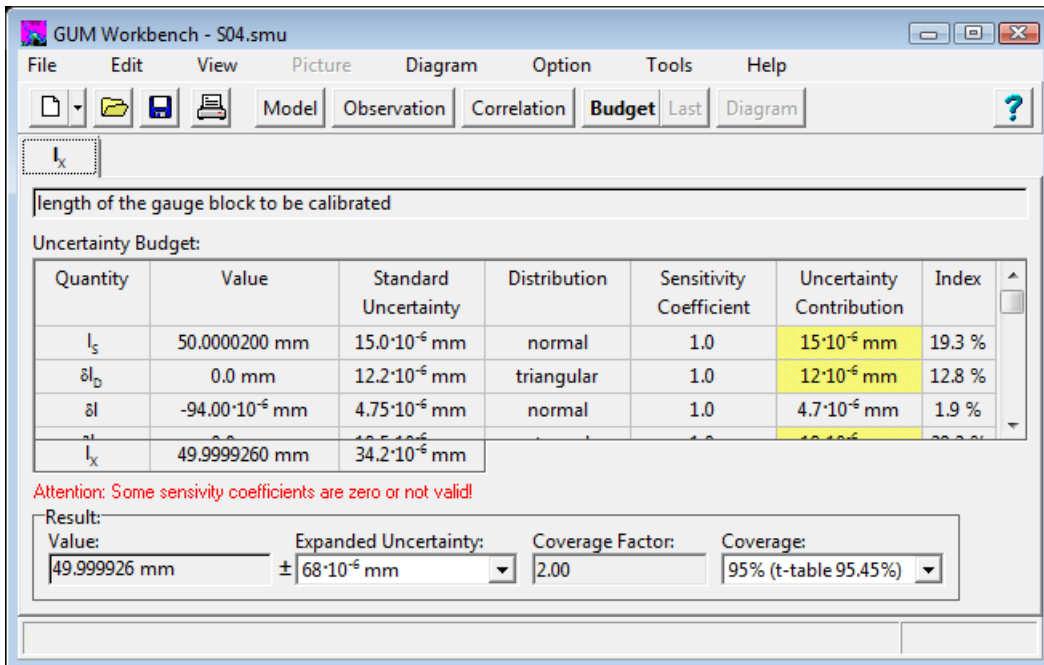 GUM Workbench - S04.smu
File Edit View Picture Diagram Option Tools Help
Model Observation Correlation Budget Last Diagram ?
lₓ
length of the gauge block to be calibrated
Uncertainty Budget:
Quantity Value Standard Uncertainty Distribution Sensitivity Coefficient Uncertainty Contribution Index
l_S 50.0000200 mm 15.0·10⁻⁶ mm normal 1.0 15·10⁻⁶ mm 19.3 %
δl_D 0.0 mm 12.2·10⁻⁶ mm triangular 1.0 12·10⁻⁶ mm 12.8 %
δl -94.00·10⁻⁶ mm 4.75·10⁻⁶ mm normal 1.0 4.7·10⁻⁶ mm 1.9 %
l_X 49.9999260 mm 34.2·10⁻⁶ mm
Attention: Some sensivity coefficients are zero or not valid!
Result:
Value: Expanded Uncertainty: Coverage Factor: Coverage:
49.999926 mm ± 68·10⁻⁶ mm 2.00 95% (t-table 95.45%)